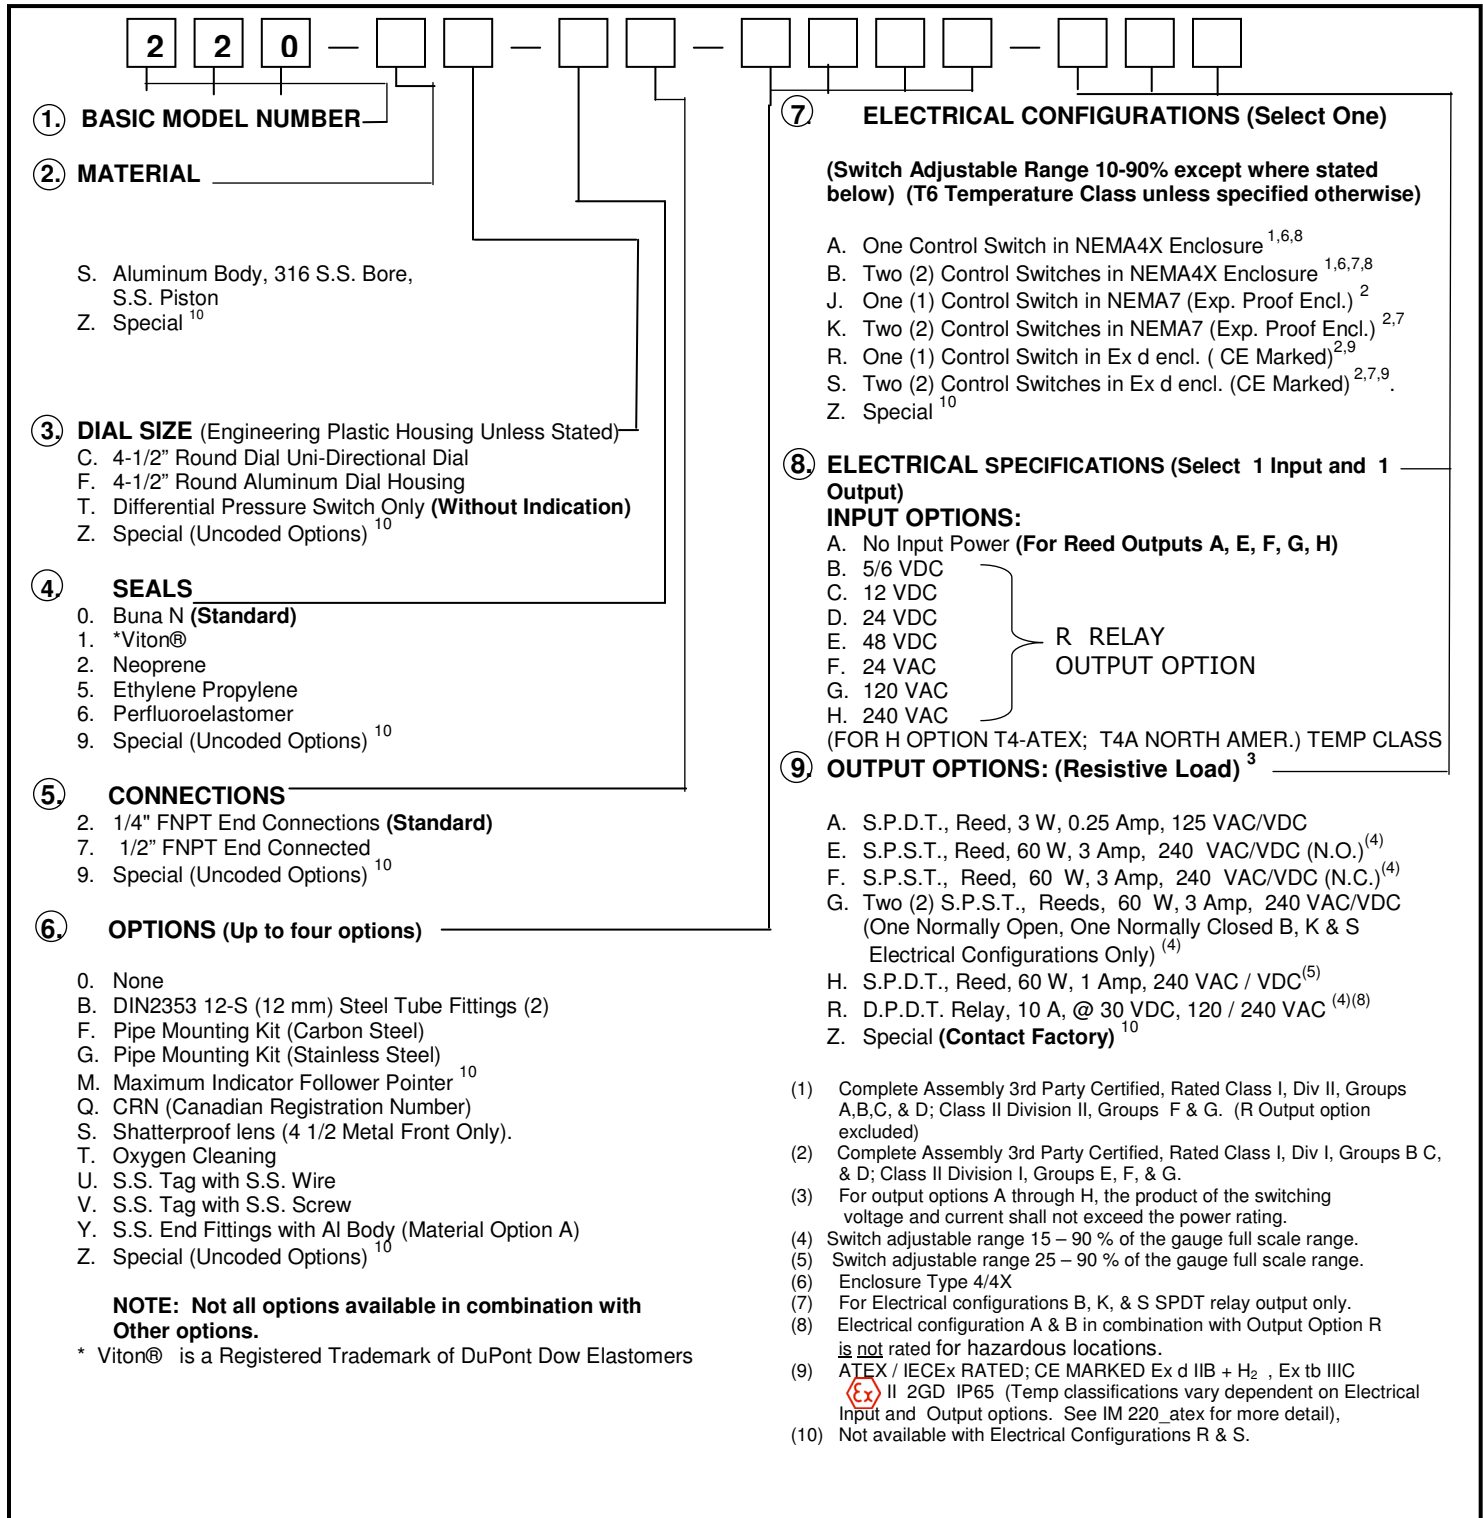 2 2 0 — — — —
1. BASIC MODEL NUMBER
2. MATERIAL
S. Aluminum Body, 316 S.S. Bore,
S.S. Piston
Z. Special 10
3. DIAL SIZE (Engineering Plastic Housing Unless Stated)
C. 4-1/2” Round Dial Uni-Directional Dial
F. 4-1/2” Round Aluminum Dial Housing
T. Differential Pressure Switch Only (Without Indication)
Z. Special (Uncoded Options) 10
4. SEALS
0. Buna N (Standard)
1. *Viton®
2. Neoprene
5. Ethylene Propylene
6. Perfluoroelastomer
9. Special (Uncoded Options) 10
5. CONNECTIONS
2. 1/4" FNPT End Connections (Standard)
7. 1/2” FNPT End Connected
9. Special (Uncoded Options) 10
6. OPTIONS (Up to four options)
0. None
B. DIN2353 12-S (12 mm) Steel Tube Fittings (2)
F. Pipe Mounting Kit (Carbon Steel)
G. Pipe Mounting Kit (Stainless Steel)
M. Maximum Indicator Follower Pointer 10
Q. CRN (Canadian Registration Number)
S. Shatterproof lens (4 1/2 Metal Front Only).
T. Oxygen Cleaning
U. S.S. Tag with S.S. Wire
V. S.S. Tag with S.S. Screw
Y. S.S. End Fittings with Al Body (Material Option A)
Z. Special (Uncoded Options) 10
NOTE: Not all options available in combination with
Other options.
* Viton® is a Registered Trademark of DuPont Dow Elastomers
7. ELECTRICAL CONFIGURATIONS (Select One)
(Switch Adjustable Range 10-90% except where stated
below) (T6 Temperature Class unless specified otherwise)
A. One Control Switch in NEMA4X Enclosure 1,6,8
B. Two (2) Control Switches in NEMA4X Enclosure 1,6,7,8
J. One (1) Control Switch in NEMA7 (Exp. Proof Encl.) 2
K. Two (2) Control Switches in NEMA7 (Exp. Proof Encl.) 2,7
R. One (1) Control Switch in Ex d encl. ( CE Marked)2,9
S. Two (2) Control Switches in Ex d encl. (CE Marked) 2,7,9.
Z. Special 10
8. ELECTRICAL SPECIFICATIONS (Select 1 Input and 1
Output)
INPUT OPTIONS:
A. No Input Power (For Reed Outputs A, E, F, G, H)
B. 5/6 VDC
C. 12 VDC
D. 24 VDC
E. 48 VDC
F. 24 VAC
G. 120 VAC
H. 240 VAC
R RELAY
OUTPUT OPTION
(FOR H OPTION T4-ATEX; T4A NORTH AMER.) TEMP CLASS
9. OUTPUT OPTIONS: (Resistive Load) 3
A. S.P.D.T., Reed, 3 W, 0.25 Amp, 125 VAC/VDC
E. S.P.S.T., Reed, 60 W, 3 Amp, 240 VAC/VDC (N.O.)(4)
F. S.P.S.T., Reed, 60 W, 3 Amp, 240 VAC/VDC (N.C.)(4)
G. Two (2) S.P.S.T., Reeds, 60 W, 3 Amp, 240 VAC/VDC
(One Normally Open, One Normally Closed B, K & S
Electrical Configurations Only) (4)
H. S.P.D.T., Reed, 60 W, 1 Amp, 240 VAC / VDC(5)
R. D.P.D.T. Relay, 10 A, @ 30 VDC, 120 / 240 VAC (4)(8)
Z. Special (Contact Factory) 10
(1) Complete Assembly 3rd Party Certified, Rated Class I, Div II, Groups
A,B,C, & D; Class II Division II, Groups F & G. (R Output option
excluded)
(2) Complete Assembly 3rd Party Certified, Rated Class I, Div I, Groups B C,
& D; Class II Division I, Groups E, F, & G.
(3) For output options A through H, the product of the switching
voltage and current shall not exceed the power rating.
(4) Switch adjustable range 15 – 90 % of the gauge full scale range.
(5) Switch adjustable range 25 – 90 % of the gauge full scale range.
(6) Enclosure Type 4/4X
(7) For Electrical configurations B, K, & S SPDT relay output only.
(8) Electrical configuration A & B in combination with Output Option R
is not rated for hazardous locations.
(9) ATEX / IECEx RATED; CE MARKED Ex d IIB + H₂ , Ex tb IIIC
Ex II 2GD IP65 (Temp classifications vary dependent on Electrical
Input and Output options. See IM 220_atex for more detail),
(10) Not available with Electrical Configurations R & S.